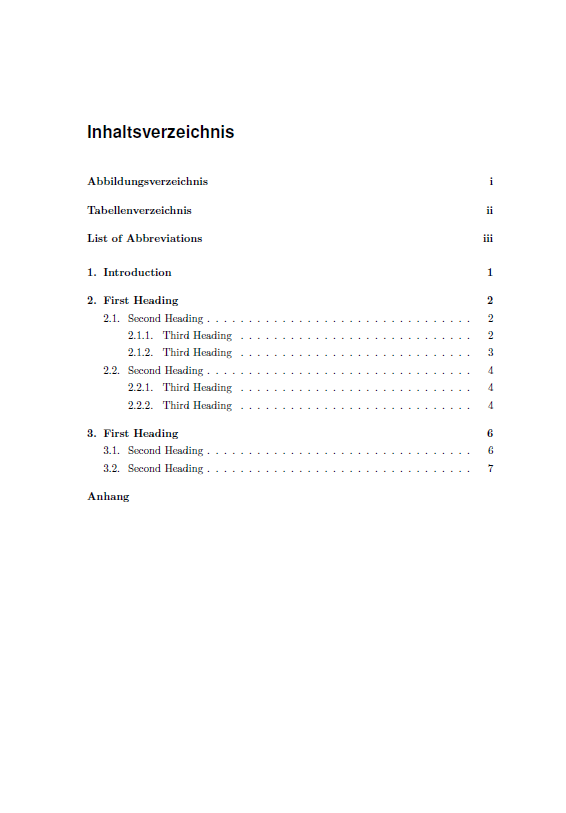 Inhaltsverzeichnis
Abbildungsverzeichnis i
Tabellenverzeichnis ii
List of Abbreviations iii
1. Introduction 1
2. First Heading 2
2.1. Second Heading . . . . . . . . . . . . . . . . . . . . . . . . . . . . . . . 2
2.1.1. Third Heading . . . . . . . . . . . . . . . . . . . . . . . . . . . . 2
2.1.2. Third Heading . . . . . . . . . . . . . . . . . . . . . . . . . . . . 3
2.2. Second Heading . . . . . . . . . . . . . . . . . . . . . . . . . . . . . . . 4
2.2.1. Third Heading . . . . . . . . . . . . . . . . . . . . . . . . . . . . 4
2.2.2. Third Heading . . . . . . . . . . . . . . . . . . . . . . . . . . . . 4
3. First Heading 6
3.1. Second Heading . . . . . . . . . . . . . . . . . . . . . . . . . . . . . . . 6
3.2. Second Heading . . . . . . . . . . . . . . . . . . . . . . . . . . . . . . . 7
Anhang